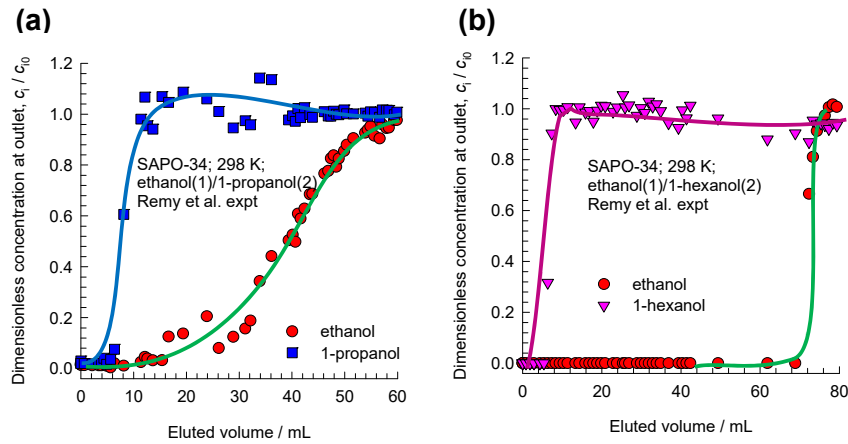 (a)
Dimensionless concentration at outlet, ci / ci0
1.2
1.0
0.8
0.6
0.4
0.2
0.0
SAPO-34; 298 K;
ethanol(1)/1-propanol(2)
Remy et al. expt
ethanol
1-propanol
0 10 20 30 40 50 60
Eluted volume / mL
(b)
Dimensionless concentration at outlet, ci / ci0
1.2
1.0
0.8
0.6
0.4
0.2
0.0
SAPO-34; 298 K;
ethanol(1)/1-hexanol(2)
Remy et al. expt
ethanol
1-hexanol
0 20 40 60 80
Eluted volume / mL